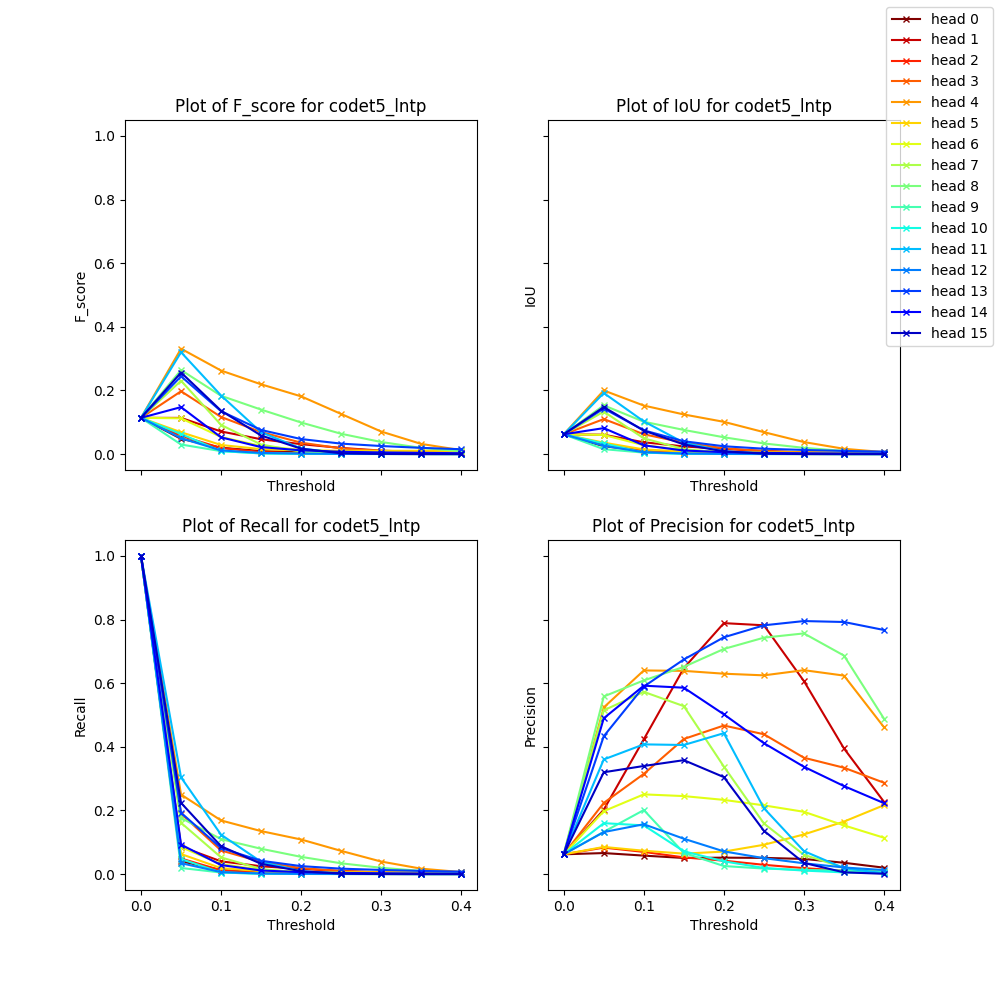 Plot of F_score for codet5_lntp
F_score
1.0
0.8
0.6
0.4
0.2
0.0
Threshold
Plot of IoU for codet5_lntp
IoU
Threshold
head 0
head 1
head 2
head 3
head 4
head 5
head 6
head 7
head 8
head 9
head 10
head 11
head 12
head 13
head 14
head 15
Plot of Recall for codet5_lntp
Recall
1.0
0.8
0.6
0.4
0.2
0.0
0.0 0.1 0.2 0.3 0.4
Threshold
Plot of Precision for codet5_lntp
Precision
0.0 0.1 0.2 0.3 0.4
Threshold